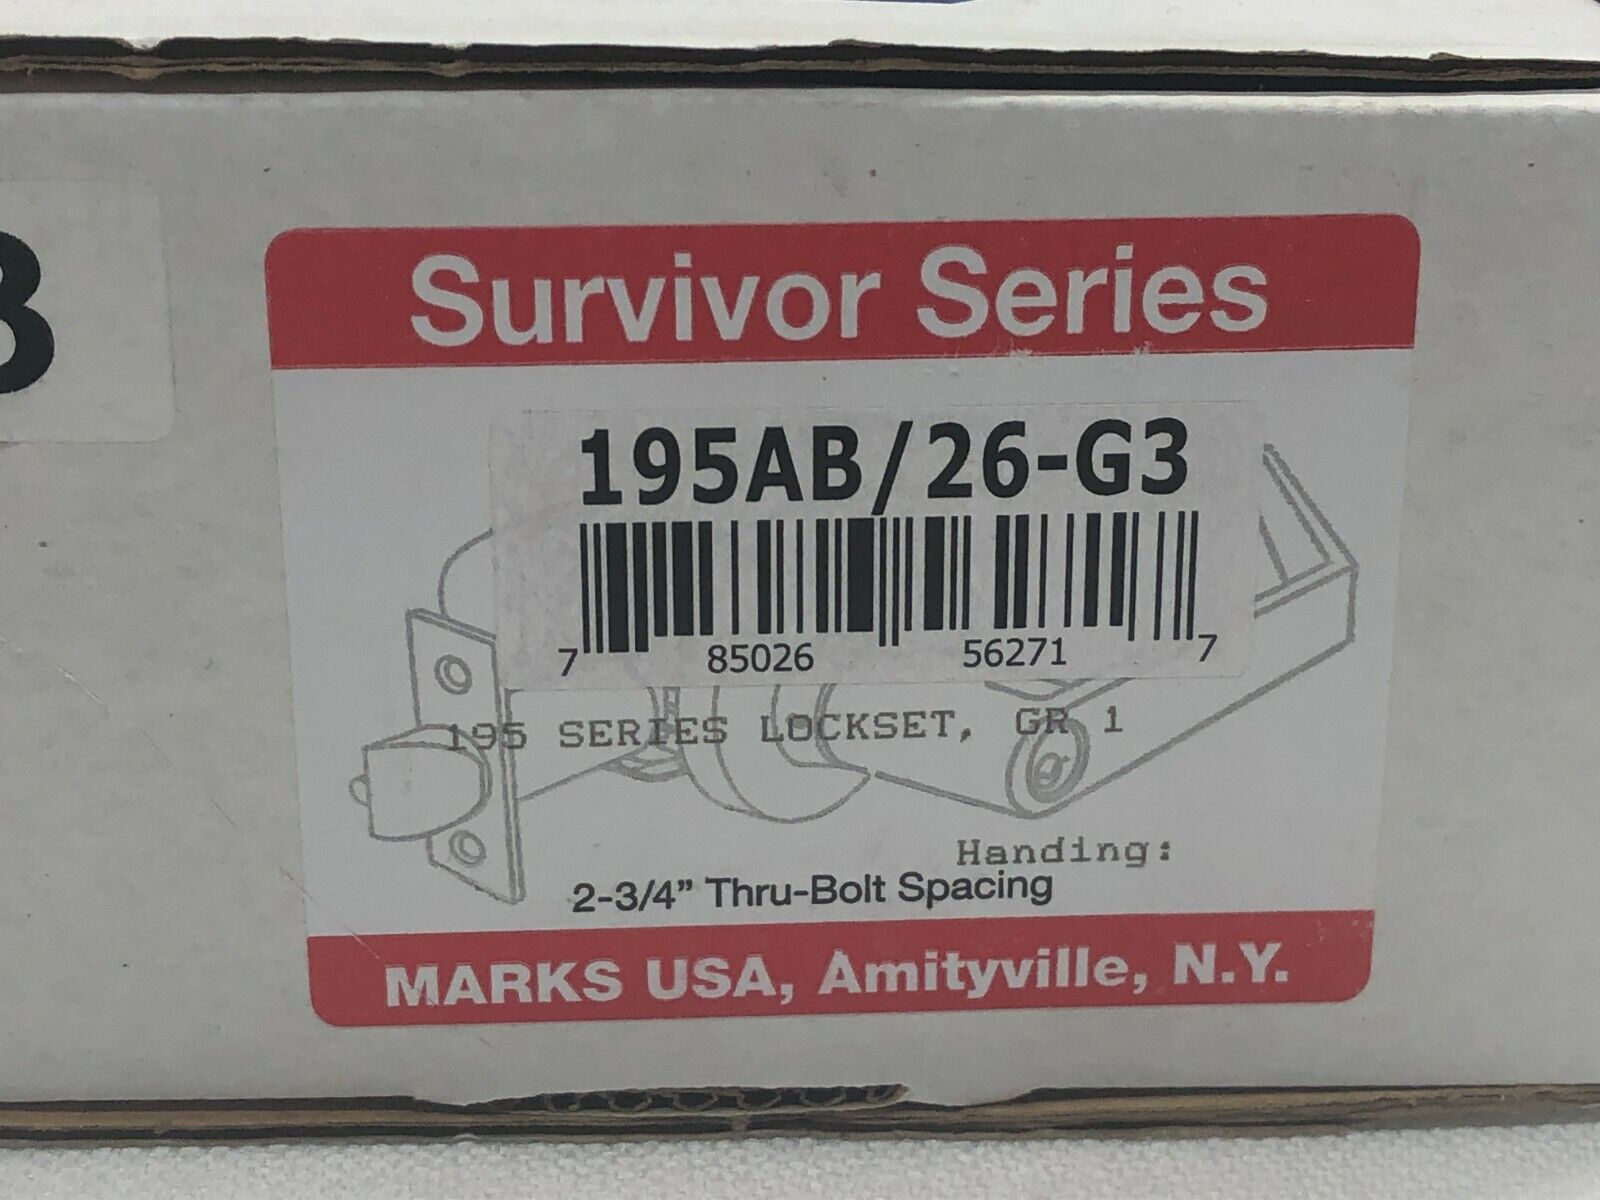 Survivor Series
195AB/26-G3
7 85026 56271 7
195 SERIES LOCKSET, GR 1
Handing:
2-3/4” Thru-Bolt Spacing
MARKS USA, Amityville, N.Y.